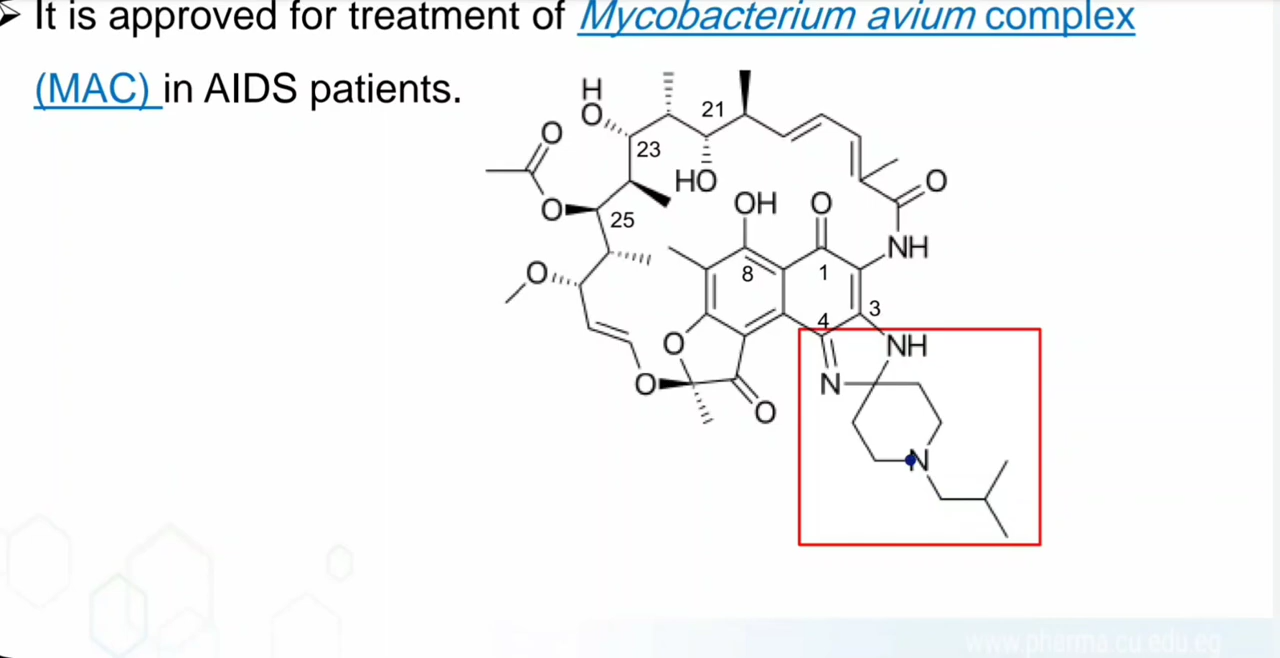 It is approved for treatment of Mycobacterium avium complex
(MAC) in AIDS patients.
H
O
21
O
23
HO
O
O
25
OH
O
NH
O
8
1
3
4
O
NH
O
N
O
N
www.pharma.cu.edu.eg